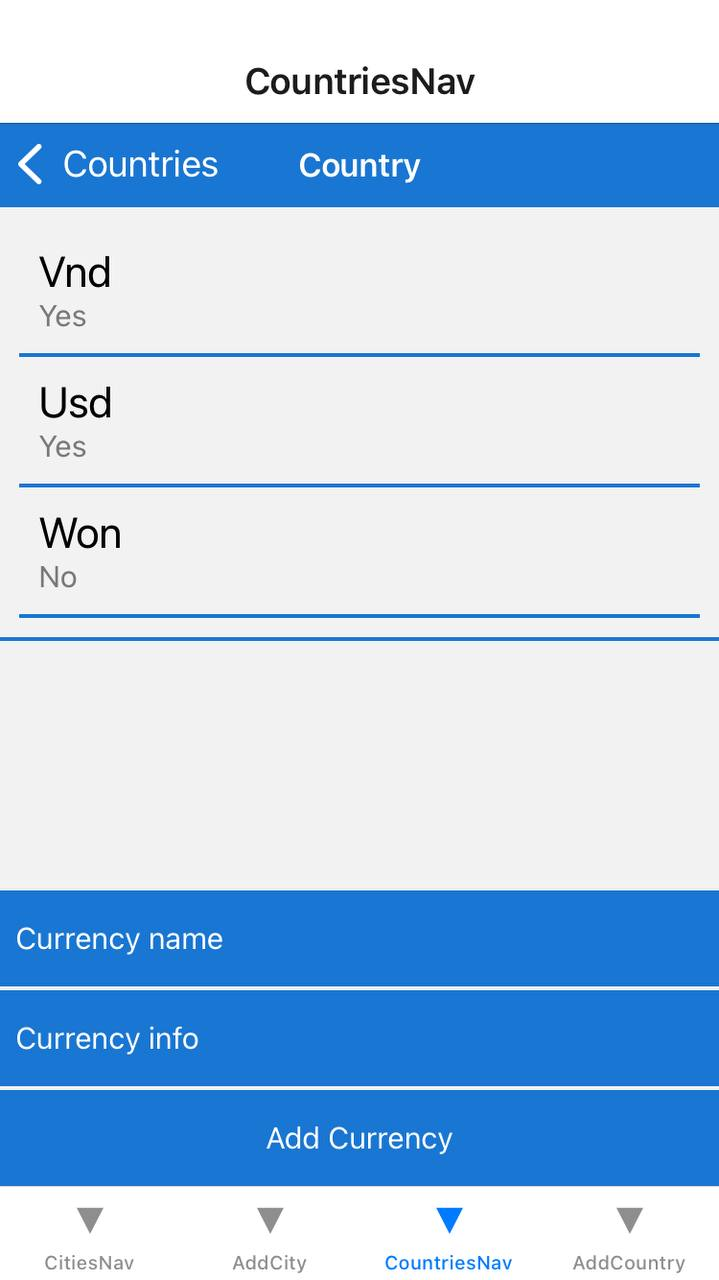 CountriesNav
Countries Country
Vnd
Yes
Usd
Yes
Won
No
Currency name
Currency info
Add Currency
CitiesNav AddCity CountriesNav AddCountry